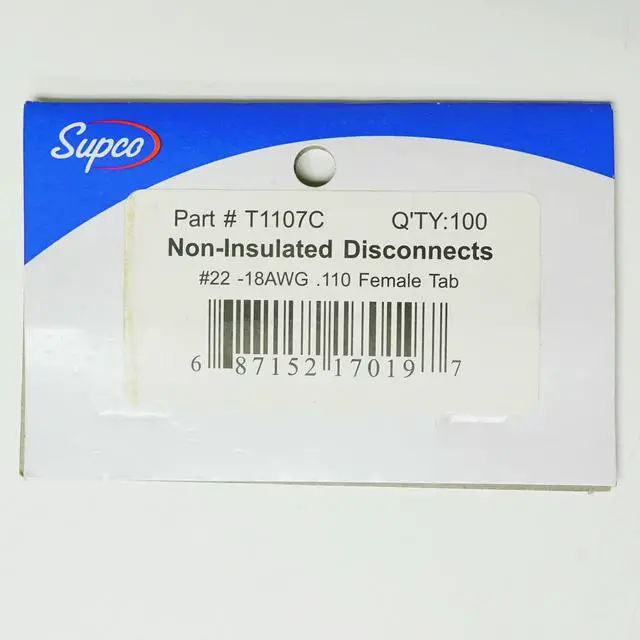 Supco
Part # T1107C Q'TY:100
Non-Insulated Disconnects
#22 -18AWG .110 Female Tab
6 87152 17019 7